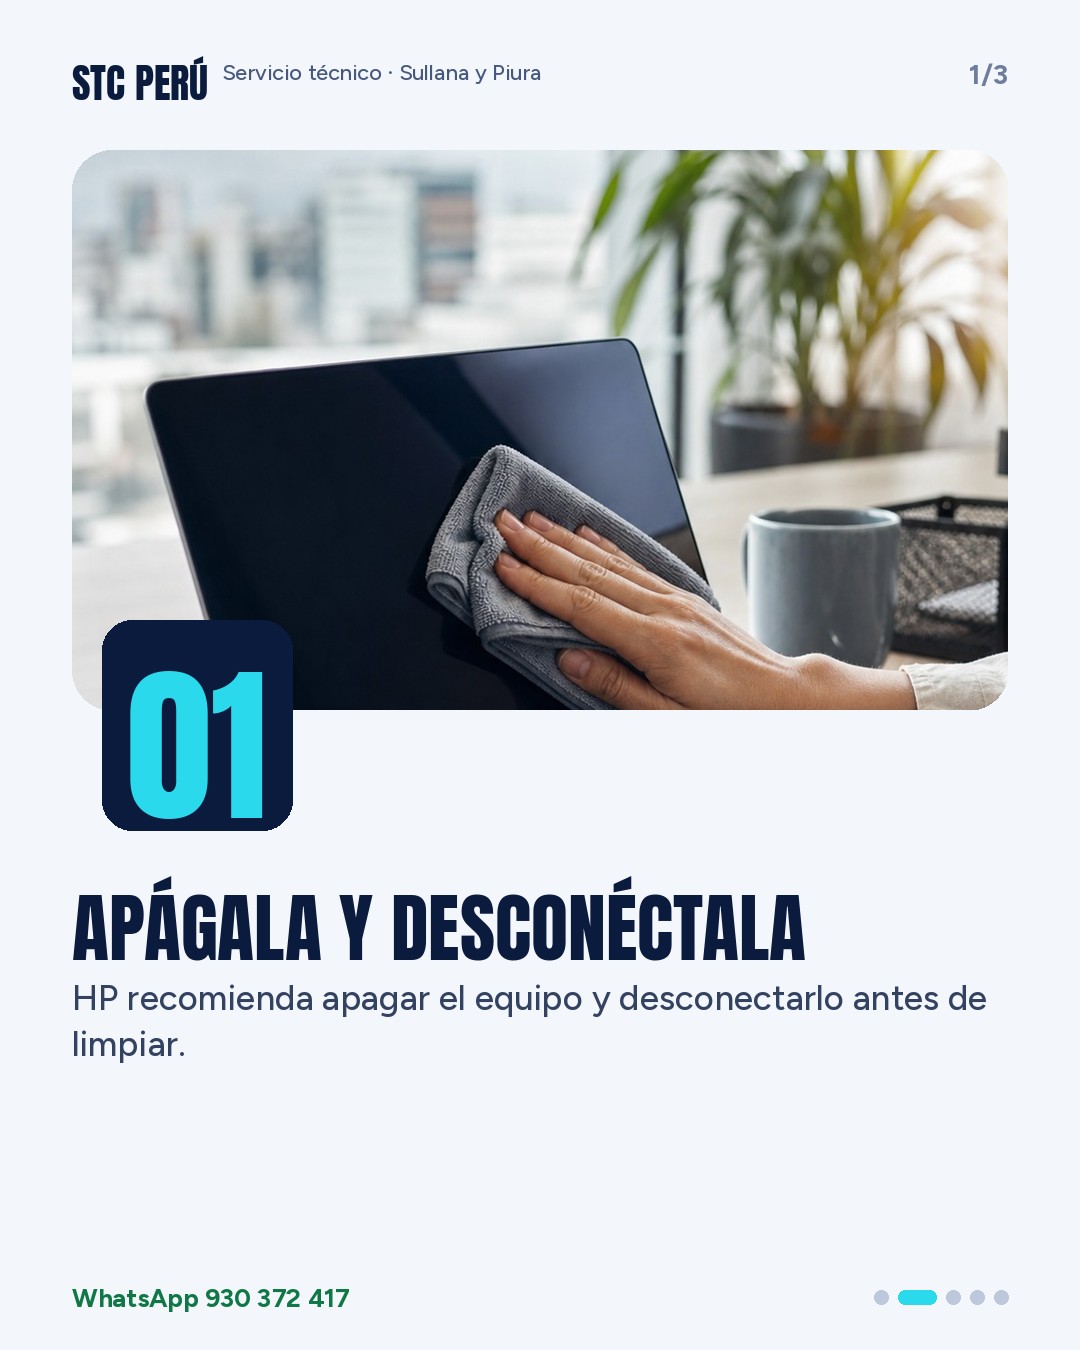 STC PERÚ
Servicio técnico · Sullana y Piura
1/3
01
APÁGALA Y DESCONÉCTALA
HP recomienda apagar el equipo y desconectarlo antes de
limpiar.
WhatsApp 930 372 417